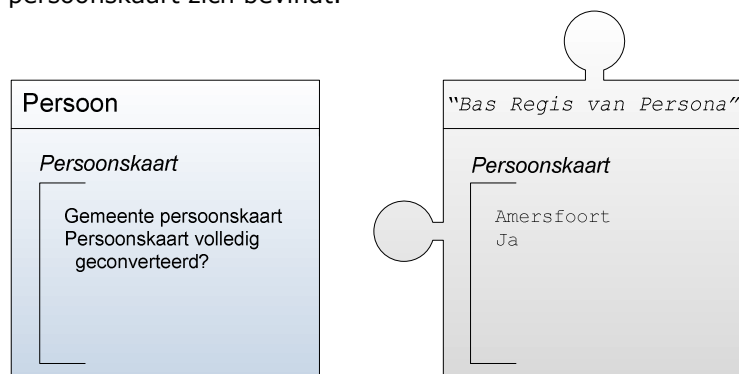 persoonskaart zich bevindt.
Persoon
Persoonskaart
Gemeente persoonskaart
Persoonskaart volledig
geconverteerd?
"Bas Regis van Persona"
Persoonskaart
Amersfoort
Ja